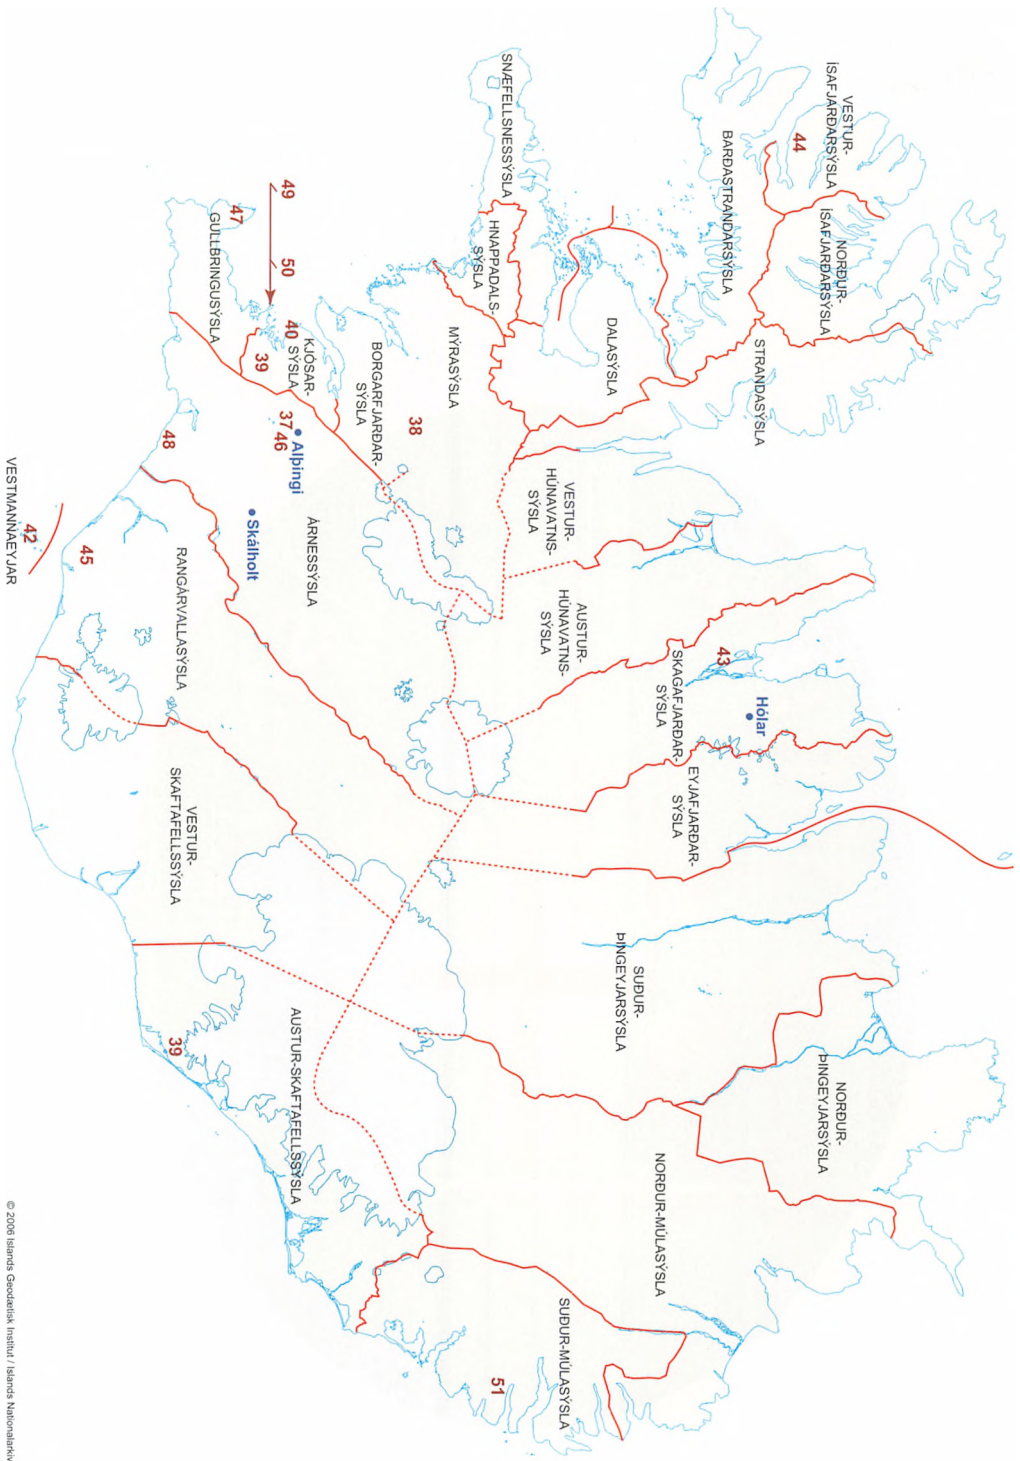 VESTUR-
ÍSAFJARÐARSÝSLA
44
NORÐUR-
ÍSAFJARÐARSÝSLA
BARÐASTRANDARSÝSLA
STRANDASÝSLA
SNÆFELLSNESSÝSLA
HNAPPADALS-
SÝSLA
DALASÝSLA
MÝRASÝSLA
38
BORGARFJARÐAR-
SÝSLA
KJÓSAR-
SÝSLA
49
50
40
39
47
GULLBRINGUSÝSLA
37
46
Alþingi
48
Skálholt
ÁRNESSÝSLA
VESTUR-
HÚNAVATNS-
SÝSLA
AUSTUR-
HÚNAVATNS-
SÝSLA
43
SKAGAFJARÐAR-
SÝSLA
Hólar
EYJAFJARÐAR-
SÝSLA
SUÐUR-
ÞINGEYJARSÝSLA
NORÐUR-
ÞINGEYJARSÝSLA
NORÐUR-MÚLASÝSLA
SUÐUR-MÚLASÝSLA
51
RANGÁRVALLASÝSLA
45
42
VESTMANNAEYJAR
VESTUR-
SKAFTAFELLSSÝSLA
39
AUSTUR-SKAFTAFELLSSÝSLA
© 2006 Islands Geodætisk Institut / Islands Nationalarkiv